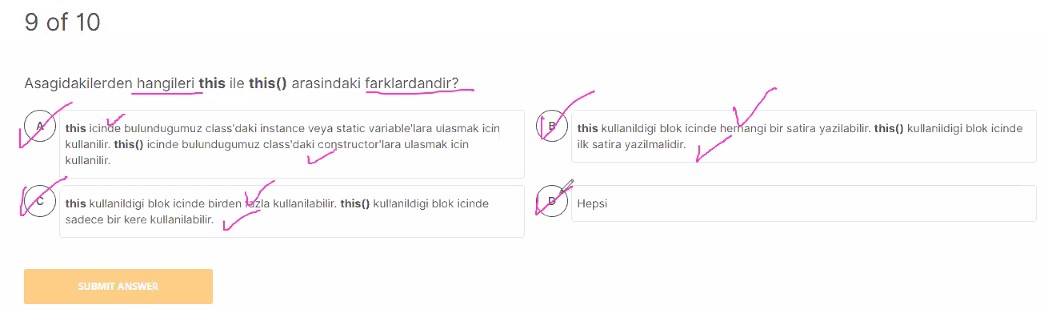 9 of 10
Asagidakilerden hangileri this ile this() arasindaki farklardandir?
A
this icinde bulundugumuz class'daki instance veya static variable'lara ulasmak icin
kullanilir. this() icinde bulundugumuz class'daki constructor'lara ulasmak icin
kullanilir.
B
this kullanildigi blok icinde herhangi bir satira yazilabilir. this() kullanildigi blok icinde
ilk satira yazilmalidir.
C
this kullanildigi blok icinde birden fazla kullanilabilir. this() kullanildigi blok icinde
sadece bir kere kullanilabilir.
D
Hepsi
SUBMIT ANSWER